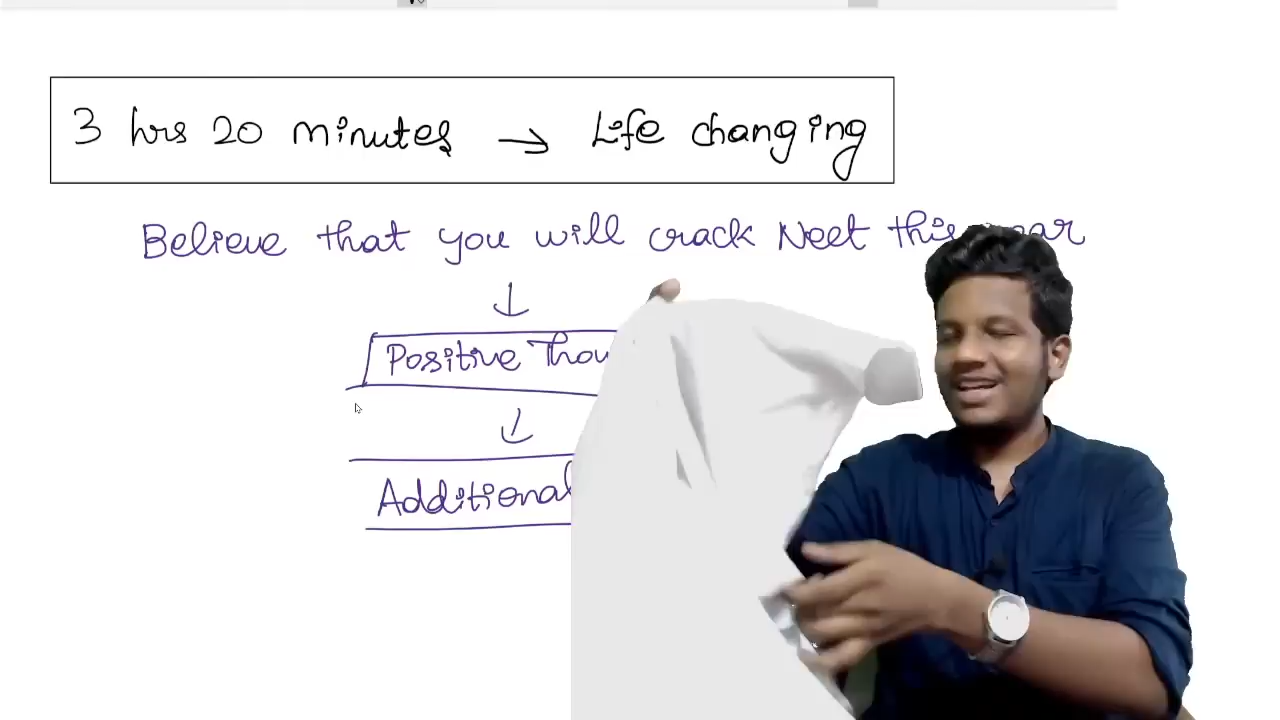 3 hrs 20 minutes → Life changing
Believe that you will crack Neet this
↓
Positive
↓
Additional